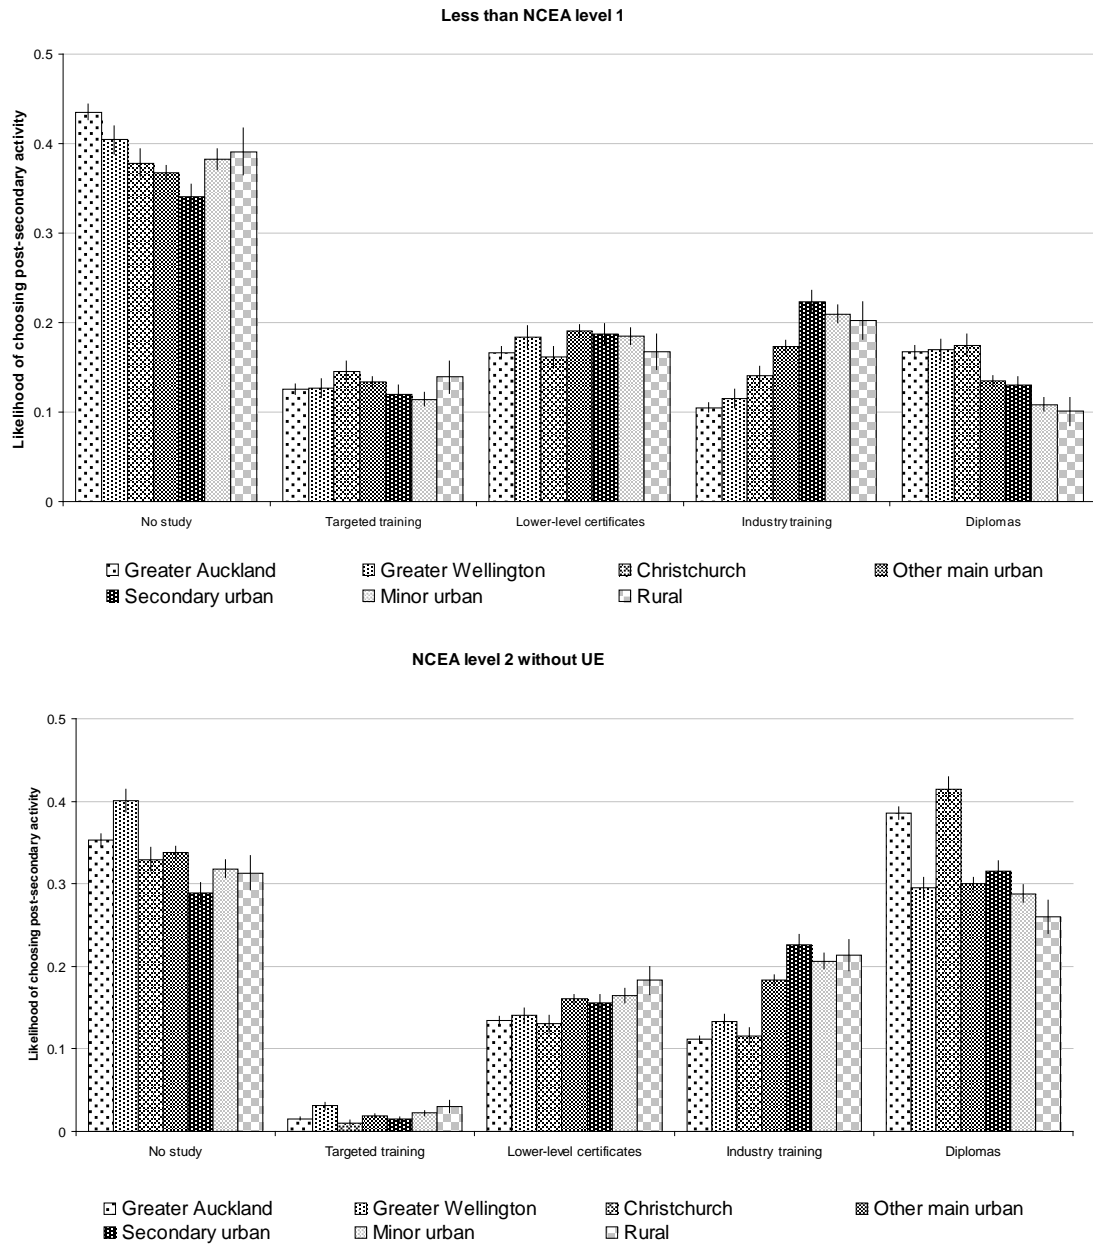 Less than NCEA level 1
0.5
0.4
0.3
0.2
0.1
0
Likelihood of choosing post-secondary activity
No study Targeted training Lower-level certificates Industry training Diplomas
Greater Auckland Greater Wellington Christchurch Other main urban
Secondary urban Minor urban Rural
NCEA level 2 without UE
0.5
0.4
0.3
0.2
0.1
0
Likelihood of choosing post-secondary activity
No study Targeted training Lower-level certificates Industry training Diplomas
Greater Auckland Greater Wellington Christchurch Other main urban
Secondary urban Minor urban Rural